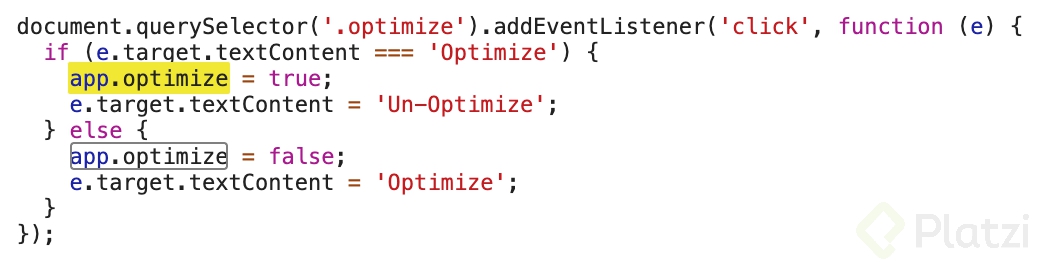 document.querySelector('.optimize').addEventListener('click', function (e) {
  if (e.target.textContent === 'Optimize') {
    app.optimize = true;
    e.target.textContent = 'Un-Optimize';
  } else {
    app.optimize = false;
    e.target.textContent = 'Optimize';
  }
});
Platzi